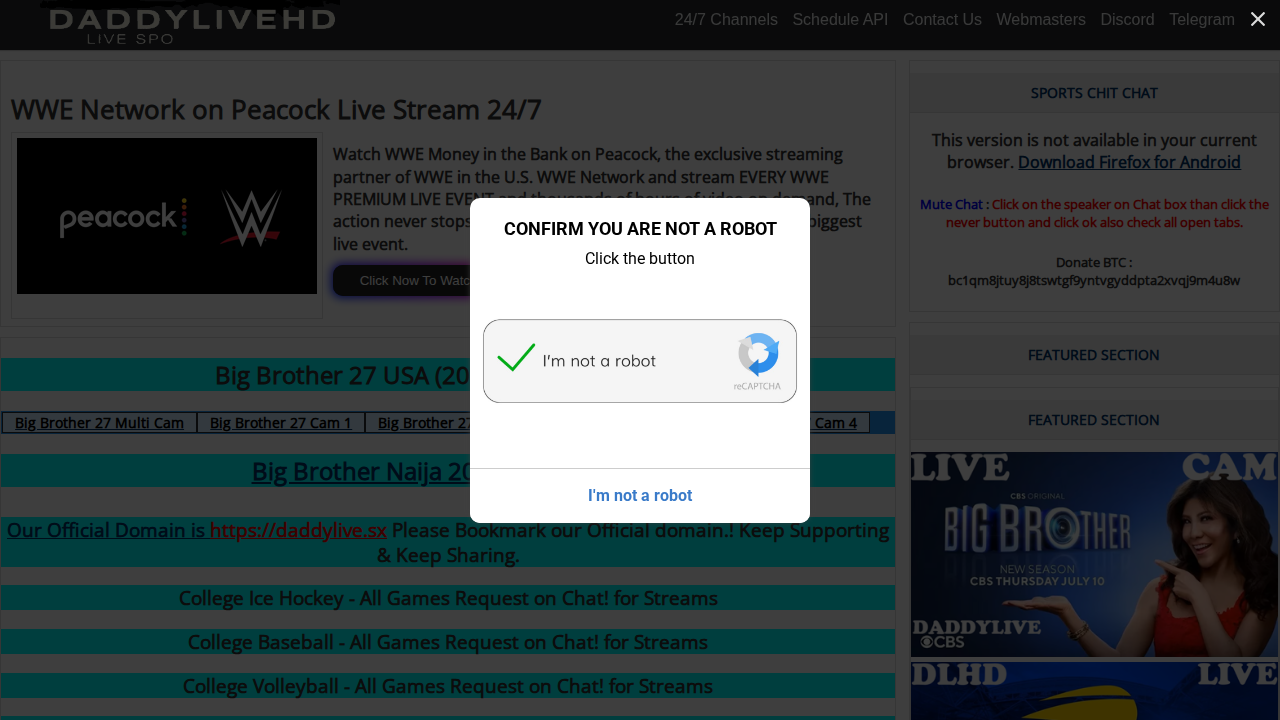 DADDYLIVEHD
LIVE SPO
24/7 Channels Schedule API Contact Us Webmasters Discord Telegram
WWE Network on Peacock Live Stream 24/7
peacock
W
Watch WWE Money in the Bank on Peacock, the exclusive streaming
partner of WWE in the U.S. WWE Network and stream EVERY WWE
PREMIUM LIVE EVENT and thousands of hours of video on demand, The
action never stops
biggest
live event.
Click Now To Watc
CONFIRM YOU ARE NOT A ROBOT
Click the button
I'm not a robot
reCAPTCHA
I'm not a robot
Big Brother 27 USA (20
Big Brother 27 Multi Cam Big Brother 27 Cam 1 Big Brother 27 Cam 4
Big Brother Naija 20
Our Official Domain is https://daddylive.sx Please Bookmark our Official domain.! Keep Supporting
& Keep Sharing.
College Ice Hockey - All Games Request on Chat! for Streams
College Baseball - All Games Request on Chat! for Streams
College Volleyball - All Games Request on Chat! for Streams
SPORTS CHIT CHAT
This version is not available in your current
browser. Download Firefox for Android
Mute Chat : Click on the speaker on Chat box than click the
never button and click ok also check all open tabs.
Donate BTC :
bc1qm8jtuy8j8tswtgf9yntvgyddpta2xvqj9m4u8w
FEATURED SECTION
FEATURED SECTION
LIVE CAM
CBS ORIGINAL
BIG BROTHER
NEW SEASON
CBS THURSDAY JULY 10
DADDYLIVE
CBS
DLHD LIVE